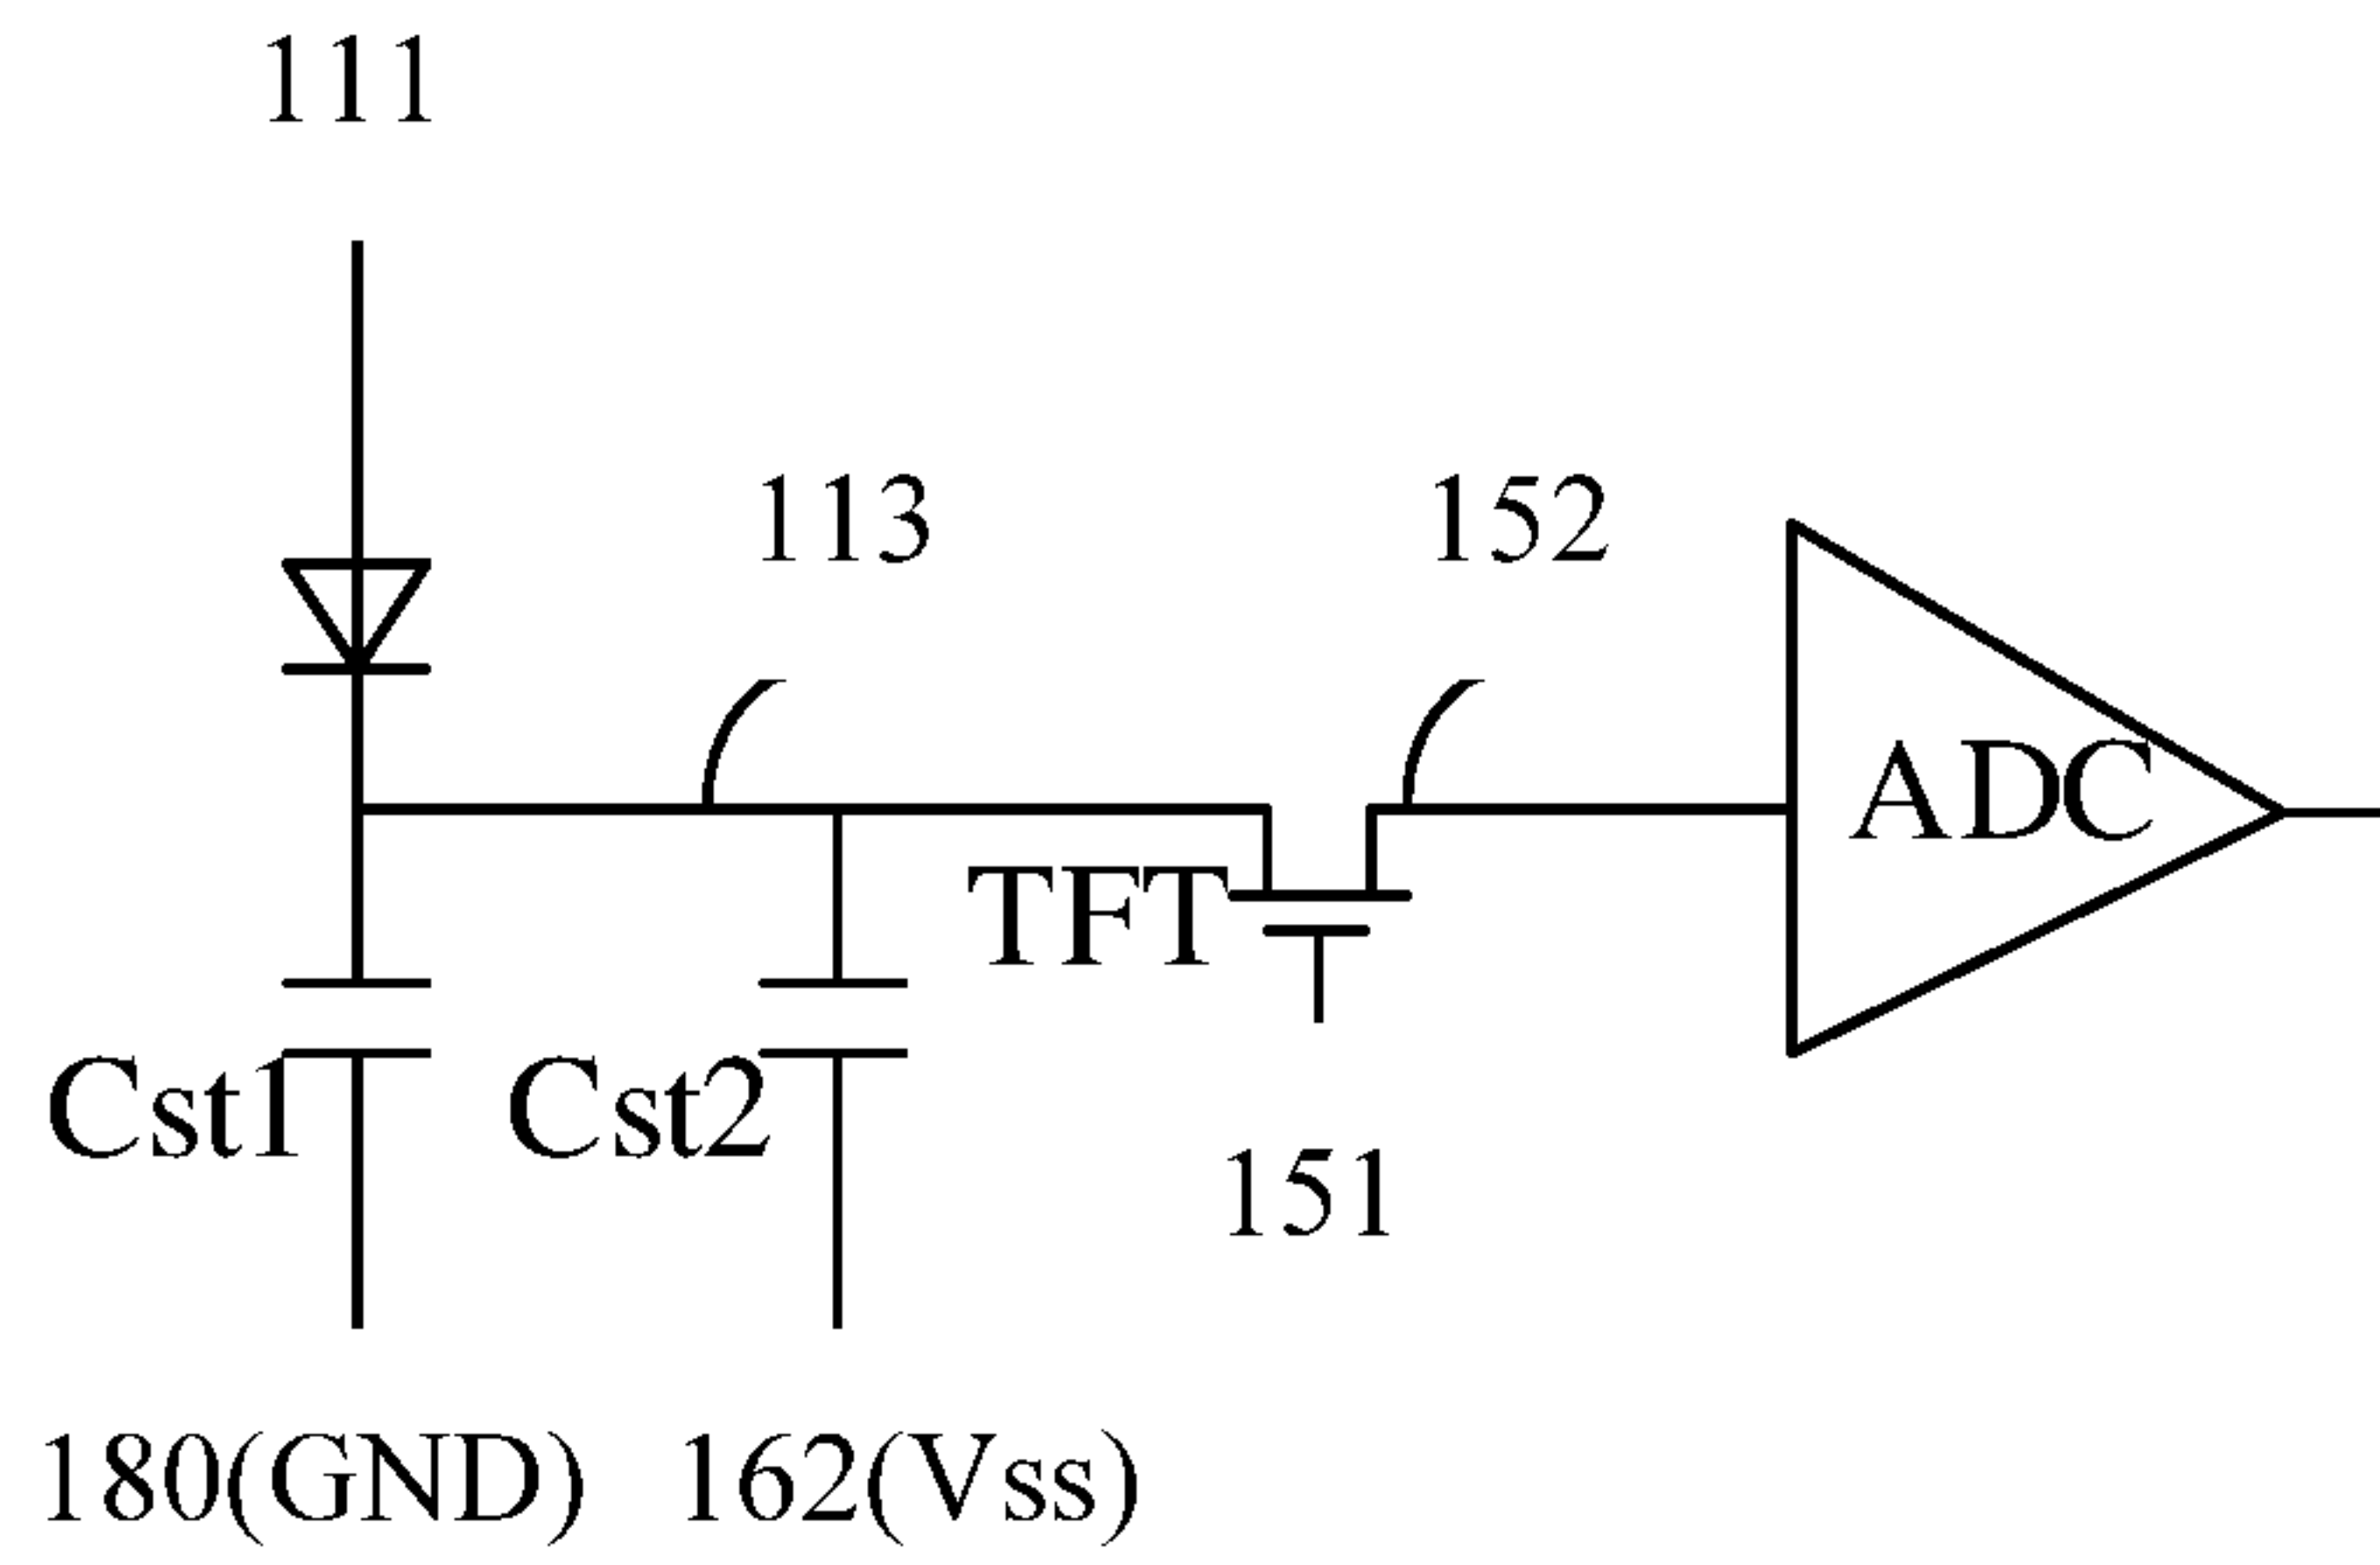 111
113
152
ADC
TFT
Cst1
Cst2
151
180(GND)
162(Vss)